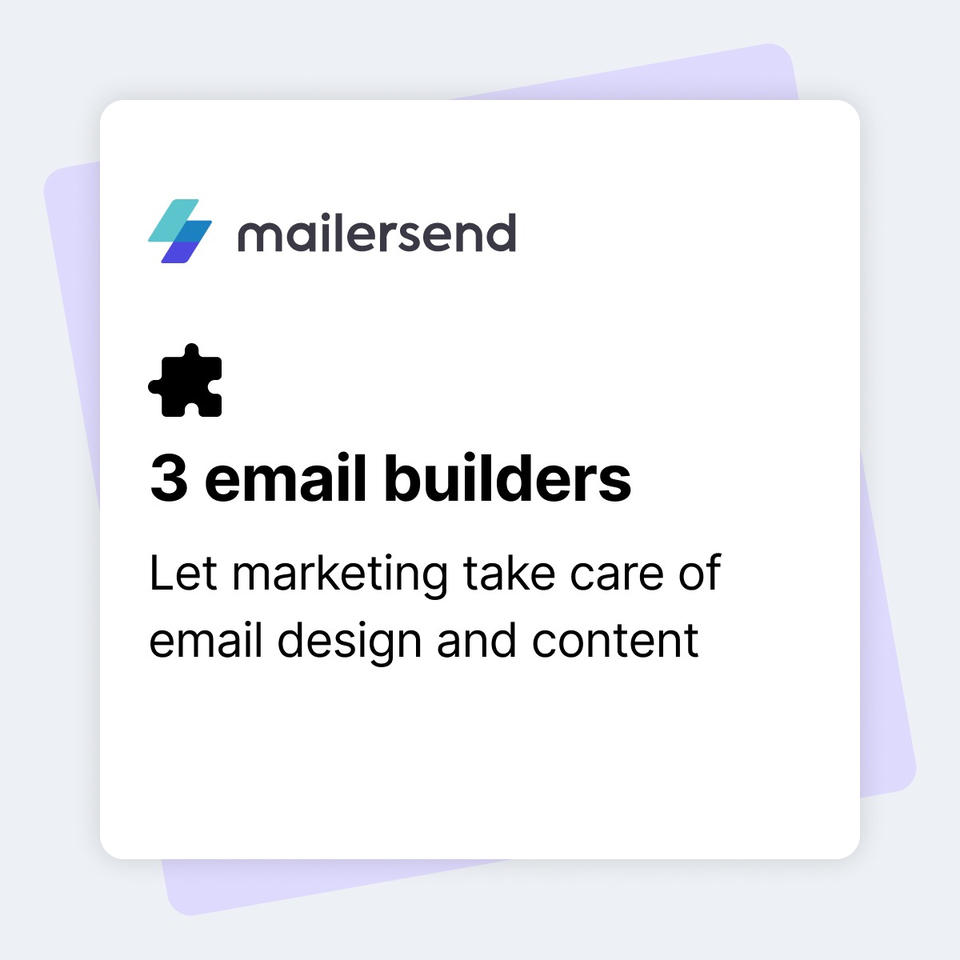 mailersend
3 email builders
Let marketing take care of
email design and content